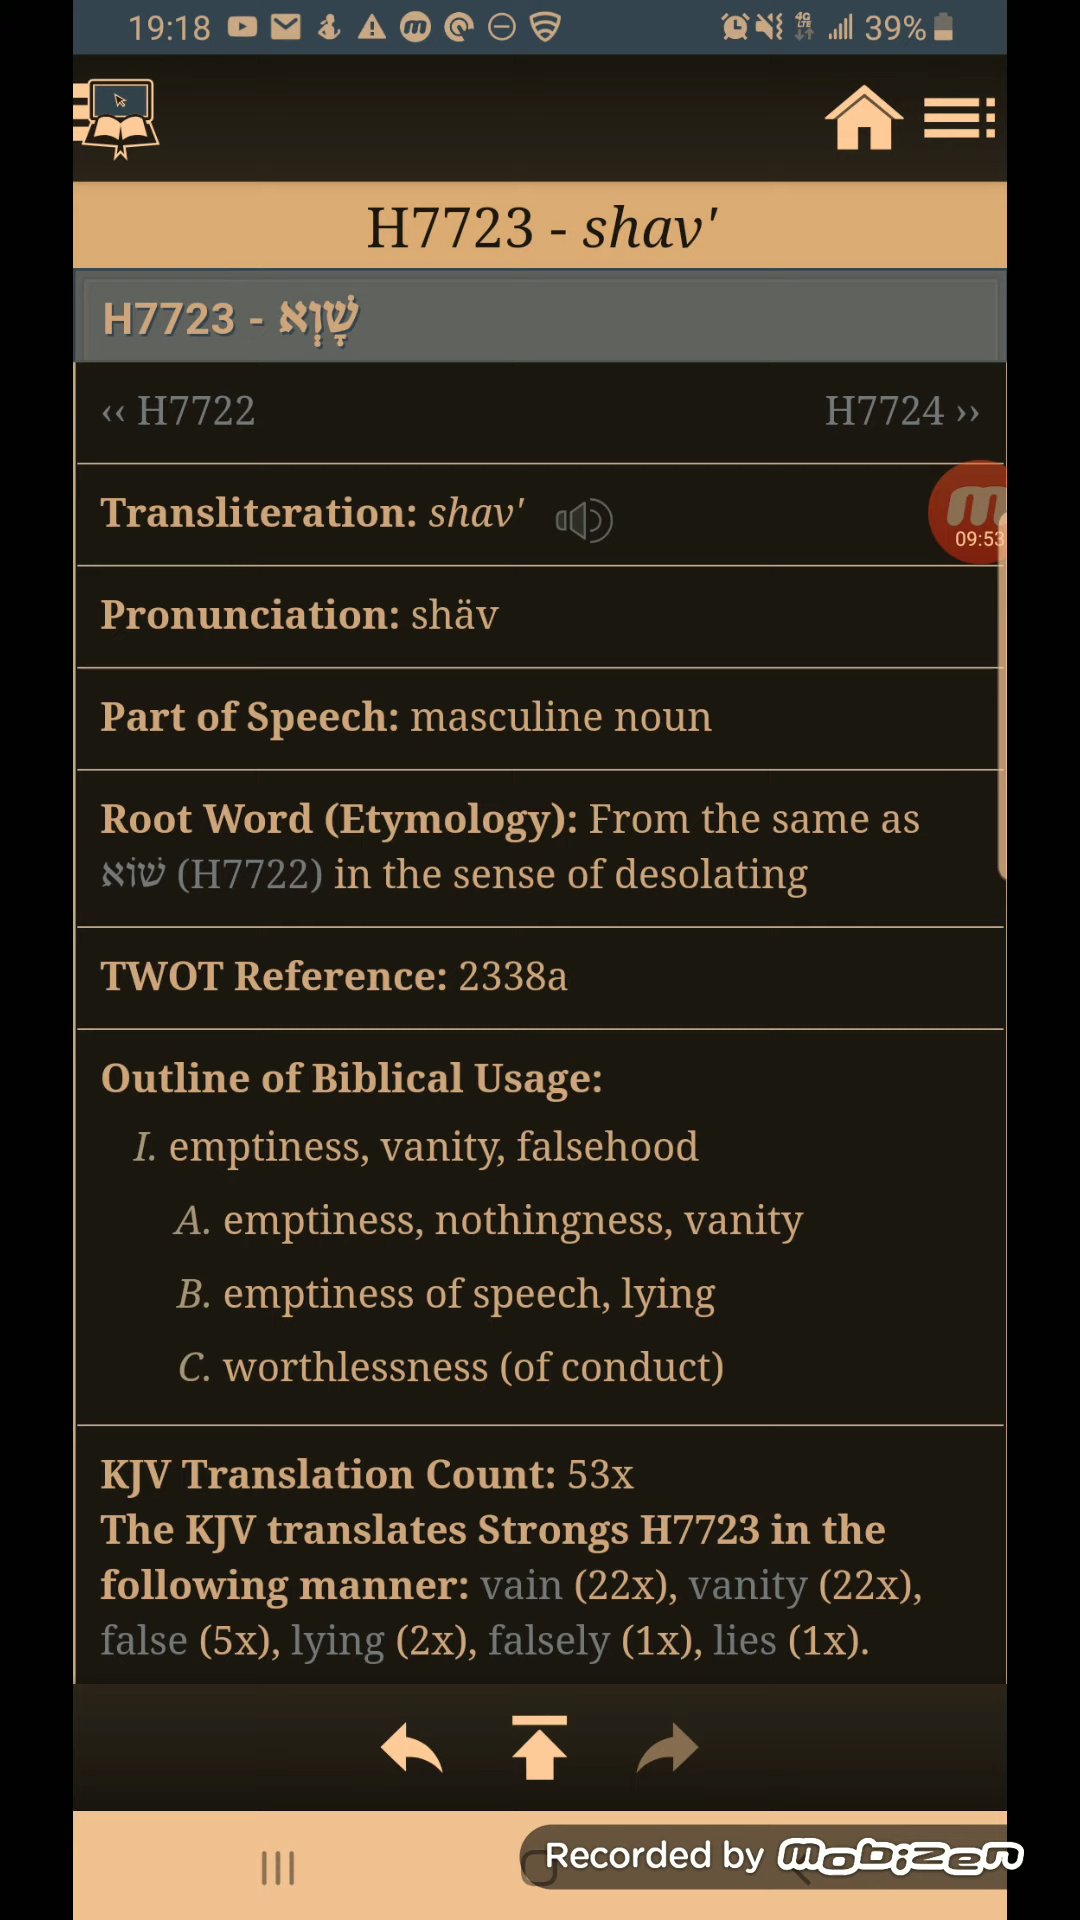 19:18 4G LTE 39%
H7723 - shav'
H7723 - שָׁוְא
‹‹ H7722 H7724 ››
Transliteration: shav'
m
09:53
Pronunciation: shäv
Part of Speech: masculine noun
Root Word (Etymology): From the same as
שׁוֹא (H7722) in the sense of desolating
TWOT Reference: 2338a
Outline of Biblical Usage:
I. emptiness, vanity, falsehood
A. emptiness, nothingness, vanity
B. emptiness of speech, lying
C. worthlessness (of conduct)
KJV Translation Count: 53x
The KJV translates Strongs H7723 in the
following manner: vain (22x), vanity (22x),
false (5x), lying (2x), falsely (1x), lies (1x).
Recorded by mobizen